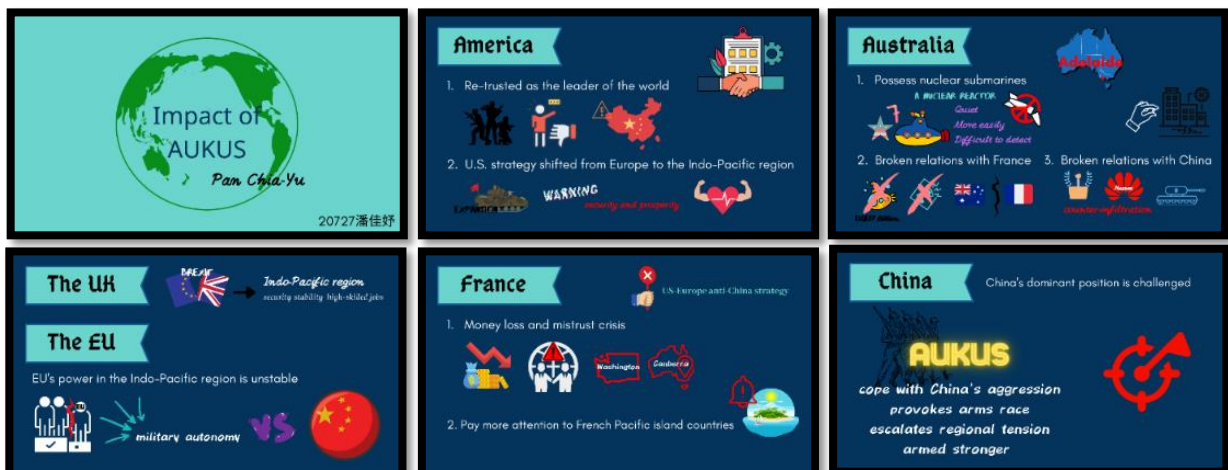 Impact of
AUKUS
Pan Chia-Yu
20727潘佳妤
America
1. Re-trusted as the leader of the world
2. U.S. strategy shifted from Europe to the Indo-Pacific region
EXPANSION
WARNING
security and prosperity
Australia
Adelaide
1. Possess nuclear submarines
A NUCLEAR REACTOR
7
Quiet
More easily
Difficult to detect
2. Broken relations with France
3. Broken relations with China
counter-infiltration
The UK
BREXIT
Indo-Pacific region
security stability high-skilled jobs
The EU
EU's power in the Indo-Pacific region is unstable
military autonomy
VS
France
US-Europe anti-China strategy
1. Money loss and mistrust crisis
Washington
Canberra
2. Pay more attention to French Pacific island countries
China
China's dominant position is challenged
AUKUS
cope with China's aggression
provokes arms race
escalates regional tension
armed stronger